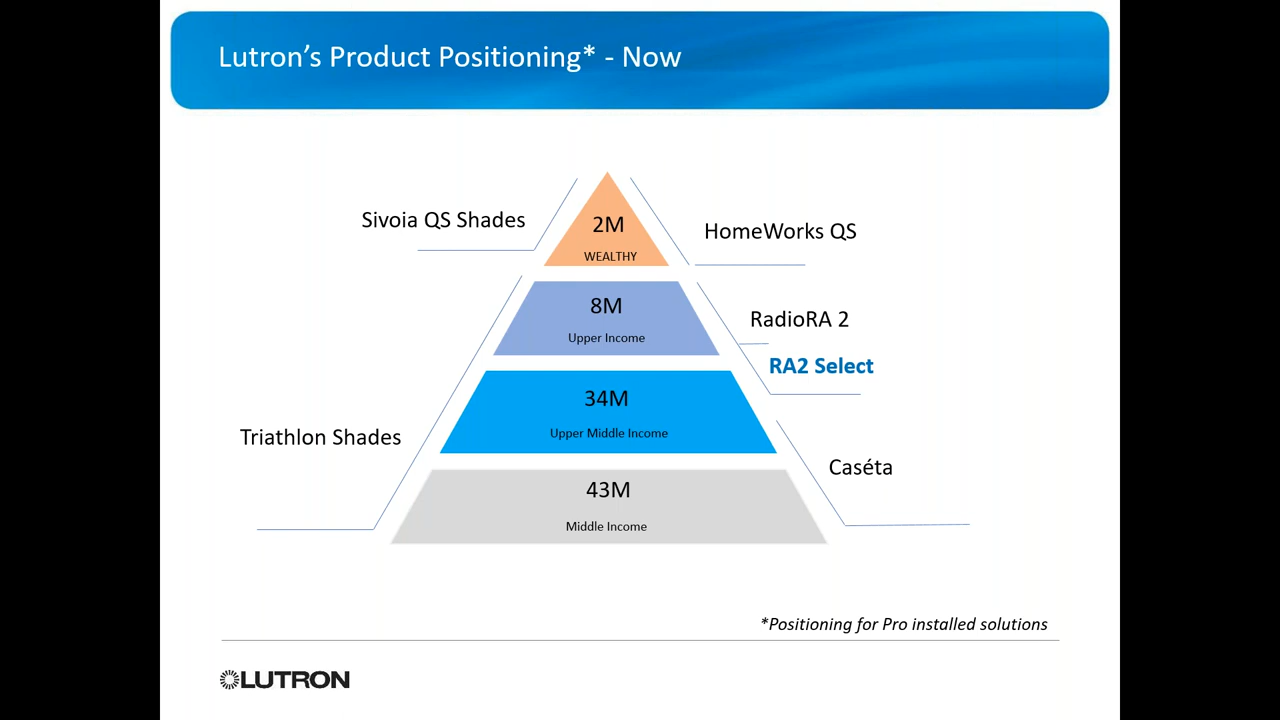 Lutron’s Product Positioning* - Now
Sivoia QS Shades
2M
WEALTHY
HomeWorks QS
8M
Upper Income
RadioRA 2
RA2 Select
34M
Upper Middle Income
Triathlon Shades
Caséta
43M
Middle Income
*Positioning for Pro installed solutions
LUTRON